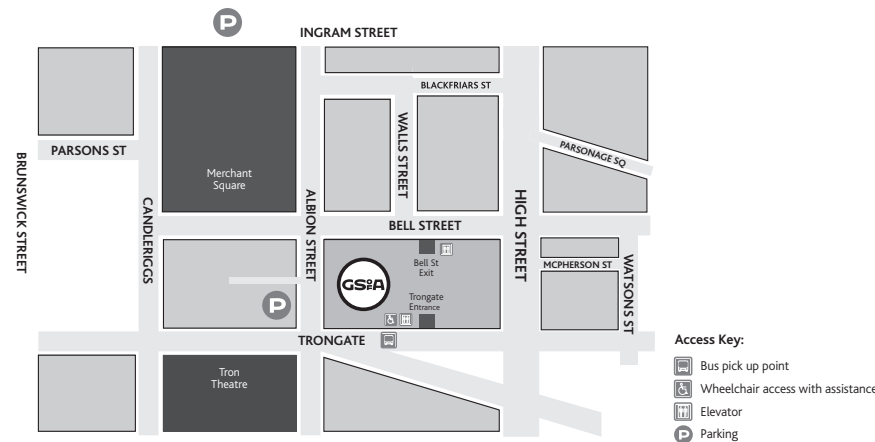 P
INGRAM STREET
BLACKFRIARS ST
WALLS STREET
PARSONS ST
PARSONAGE SQ
BRUNSWICK STREET
Merchant
Square
CANDLERIGGS
ALBION STREET
HIGH STREET
BELL STREET
Bell St
Exit
MCPHERSON ST
WATSONS ST
GSofA
P
Trongate
Entrance
TRONGATE
Tron
Theatre
Access Key:
Bus pick up point
Wheelchair access with assistance
Elevator
P Parking